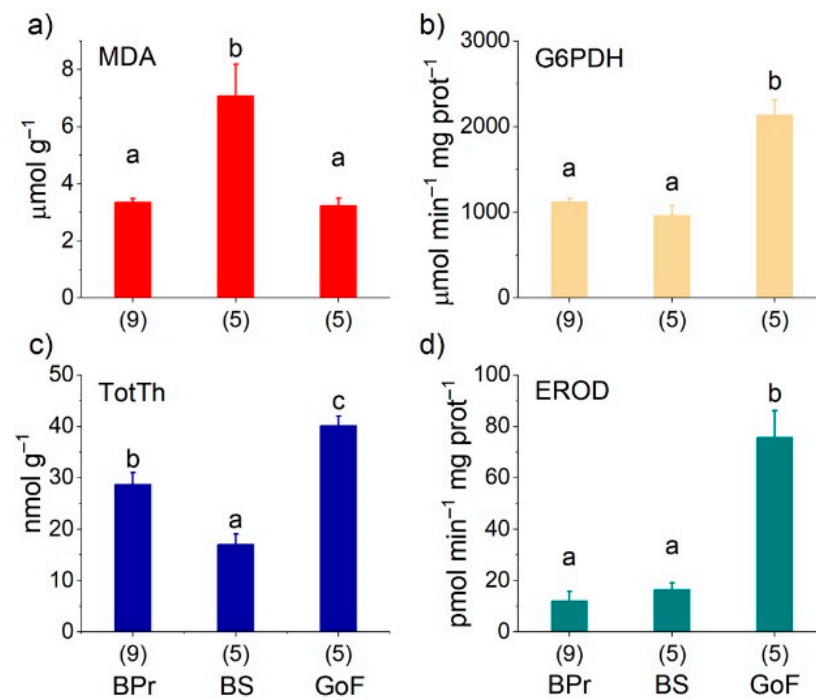 a)
MDA
μmol g⁻¹
8
6
4
2
0
a
b
a
(9) (5) (5)
b)
G6PDH
μmol min⁻¹ mg prot⁻¹
3000
2000
1000
0
a
a
b
(9) (5) (5)
c)
TotTh
nmol g⁻¹
50
40
30
20
10
0
b
a
c
(9) (5) (5)
BPr BS GoF
d)
EROD
pmol min⁻¹ mg prot⁻¹
100
80
60
40
20
0
a
a
b
(9) (5) (5)
BPr BS GoF